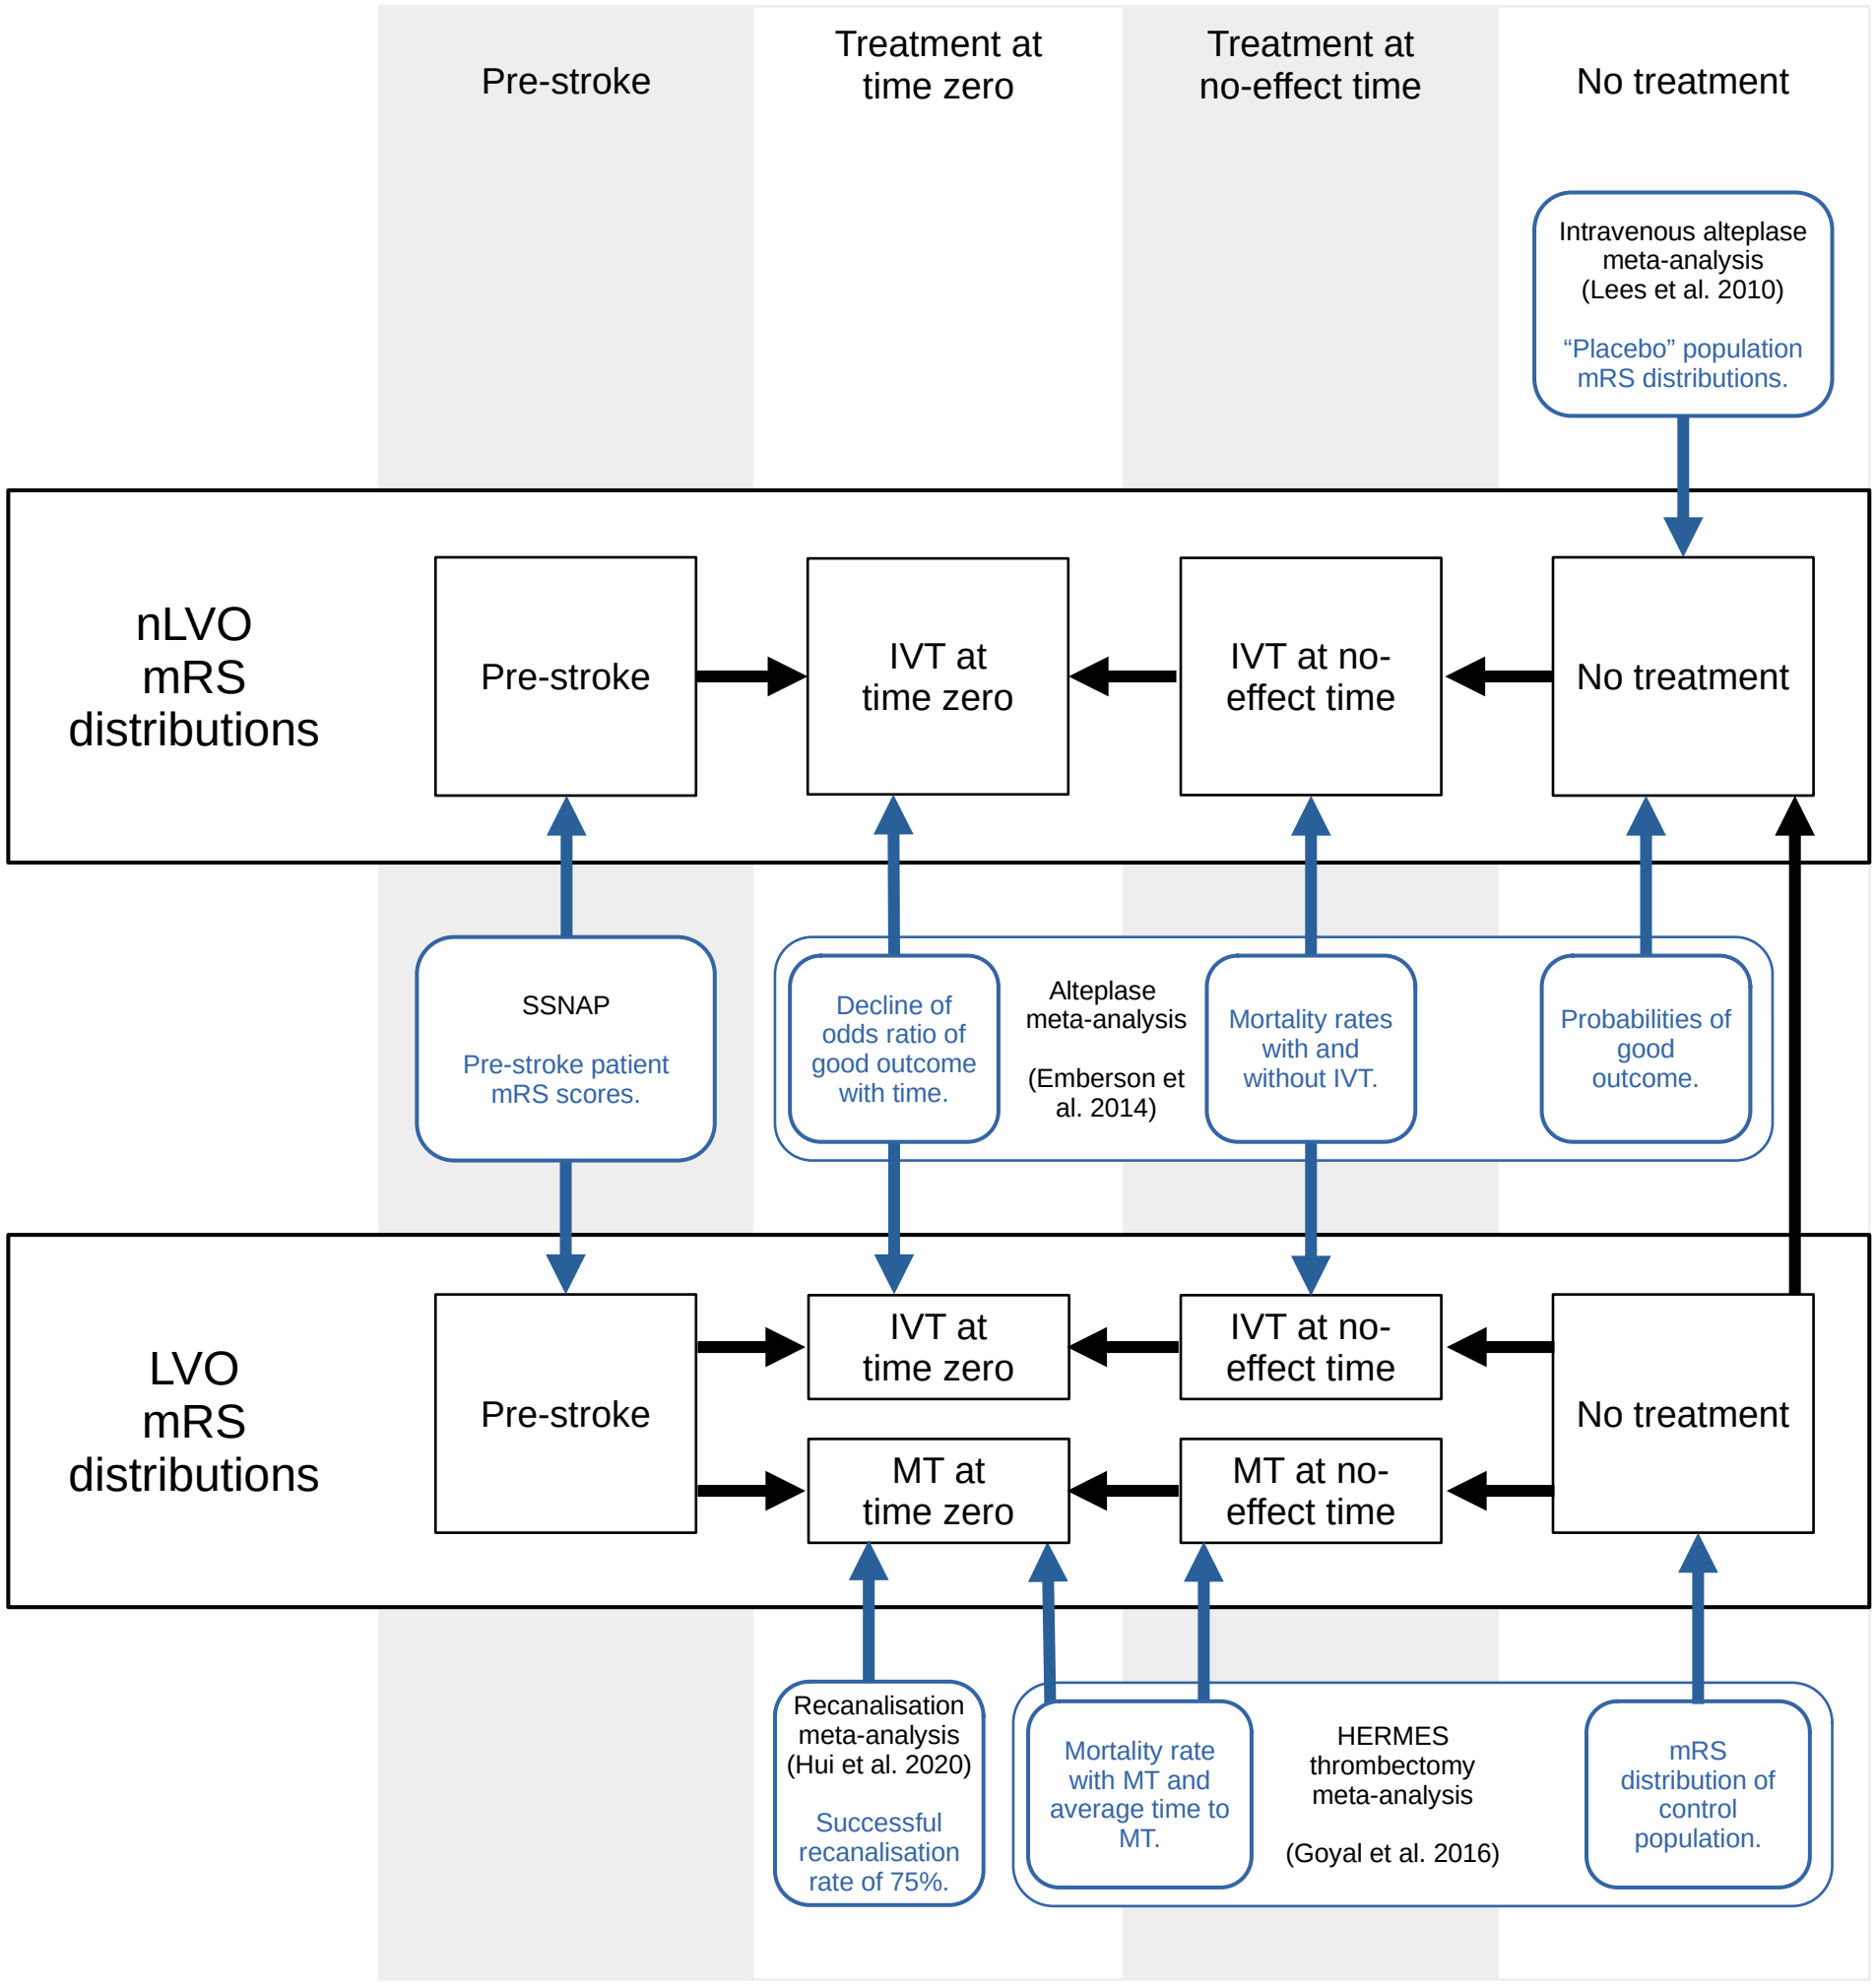 Pre-stroke
Treatment at
time zero
Treatment at
no-effect time
No treatment
Intravenous alteplase
meta-analysis
(Lees et al. 2010)
“Placebo” population
mRS distributions.
nLVO
mRS
distributions
Pre-stroke
IVT at
time zero
IVT at no-
effect time
No treatment
SSNAP
Pre-stroke patient
mRS scores.
Decline of
odds ratio of
good outcome
with time.
Alteplase
meta-analysis
(Emberson et
al. 2014)
Mortality rates
with and
without IVT.
Probabilities of
good
outcome.
LVO
mRS
distributions
Pre-stroke
IVT at
time zero
IVT at no-
effect time
MT at
time zero
MT at no-
effect time
No treatment
Recanalisation
meta-analysis
(Hui et al. 2020)
Successful
recanalisation
rate of 75%.
Mortality rate
with MT and
average time to
MT.
HERMES
thrombectomy
meta-analysis
(Goyal et al. 2016)
mRS
distribution of
control
population.